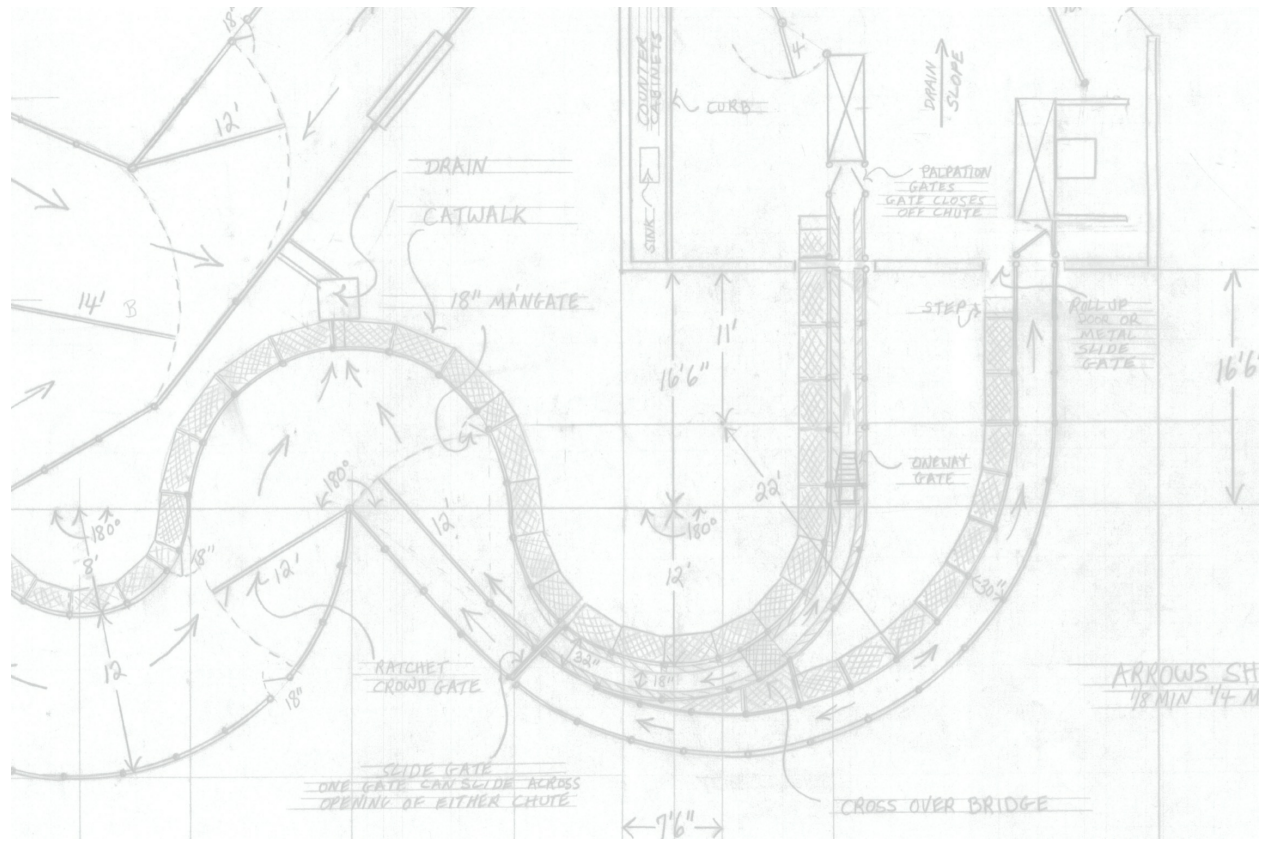 18"
12'
14'
B
DRAIN
CATWALK
18" MANGATE
COUNTER
CABINETS
CURB
SINK
4'
DRAIN
SLOPE
PALPATION
GATES
GATE CLOSES
OFF CHUTE
STEP
ROLL UP
DOOR OR
METAL
SLIDE
GATE
11'
16'6"
16'6
22'
ONEWAY
GATE
180°
180°
8'
18"
12'
180°
12'
12'
30"
32"
18"
12
18"
RATCHET
CROWD GATE
ARROWS SH
1/8 MIN 1/4 M
SLIDE GATE
ONE GATE CAN SLIDE ACROSS
OPENING OF EITHER CHUTE
CROSS OVER BRIDGE
7'6"